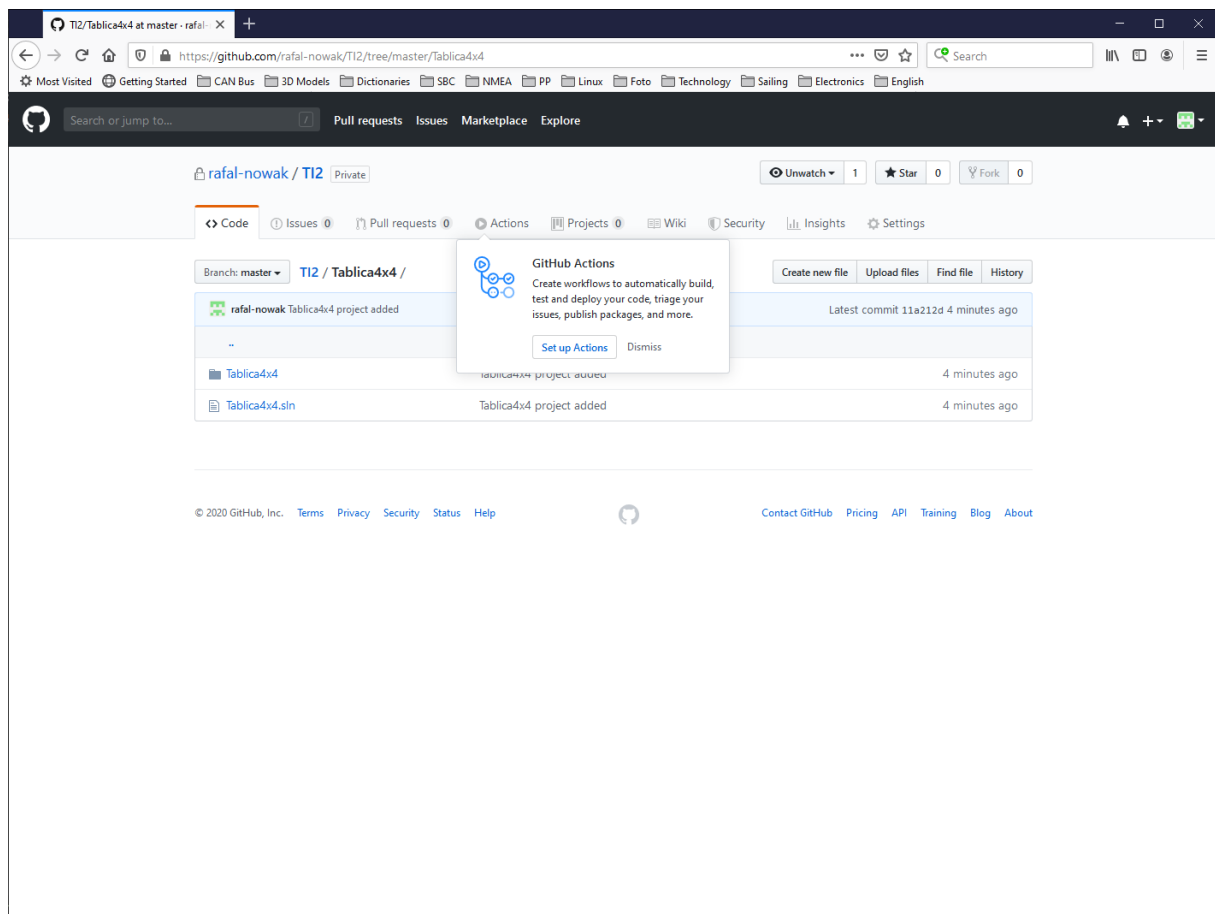 TI2/Tablica4x4 at master · rafal-
https://github.com/rafal-nowak/TI2/tree/master/Tablica4x4
Search
Most Visited Getting Started CAN Bus 3D Models Dictionaries SBC NMEA PP Linux Foto Technology Sailing Electronics English
Search or jump to... / Pull requests Issues Marketplace Explore
rafal-nowak / TI2 Private
Unwatch 1 Star 0 Fork 0
Code Issues 0 Pull requests 0 Actions Projects 0 Wiki Security Insights Settings
Branch: master TI2 / Tablica4x4 /
Create new file Upload files Find file History
GitHub Actions
Create workflows to automatically build,
test and deploy your code, triage your
issues, publish packages, and more.
Set up Actions Dismiss
rafal-nowak Tablica4x4 project added
Latest commit 11a212d 4 minutes ago
..
Tablica4x4 Tablica4x4 project added 4 minutes ago
Tablica4x4.sln Tablica4x4 project added 4 minutes ago
© 2020 GitHub, Inc. Terms Privacy Security Status Help
Contact GitHub Pricing API Training Blog About